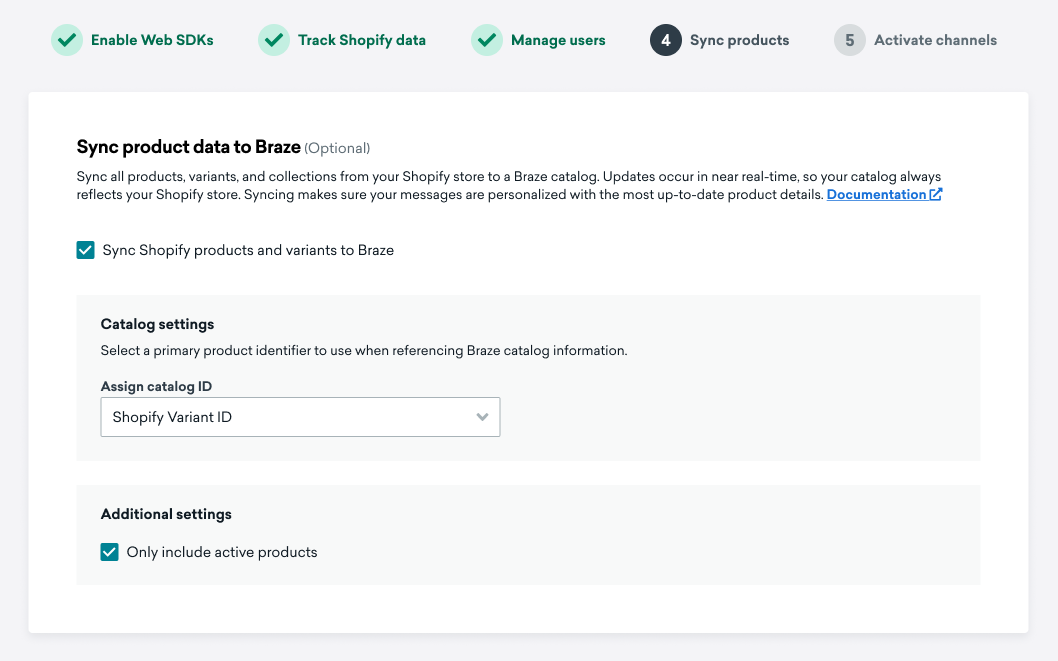 Enable Web SDKs
Track Shopify data
Manage users
4 Sync products
5 Activate channels
Sync product data to Braze (Optional)
Sync all products, variants, and collections from your Shopify store to a Braze catalog. Updates occur in near real-time, so your catalog always
reflects your Shopify store. Syncing makes sure your messages are personalized with the most up-to-date product details. Documentation
Sync Shopify products and variants to Braze
Catalog settings
Select a primary product identifier to use when referencing Braze catalog information.
Assign catalog ID
Shopify Variant ID
Additional settings
Only include active products